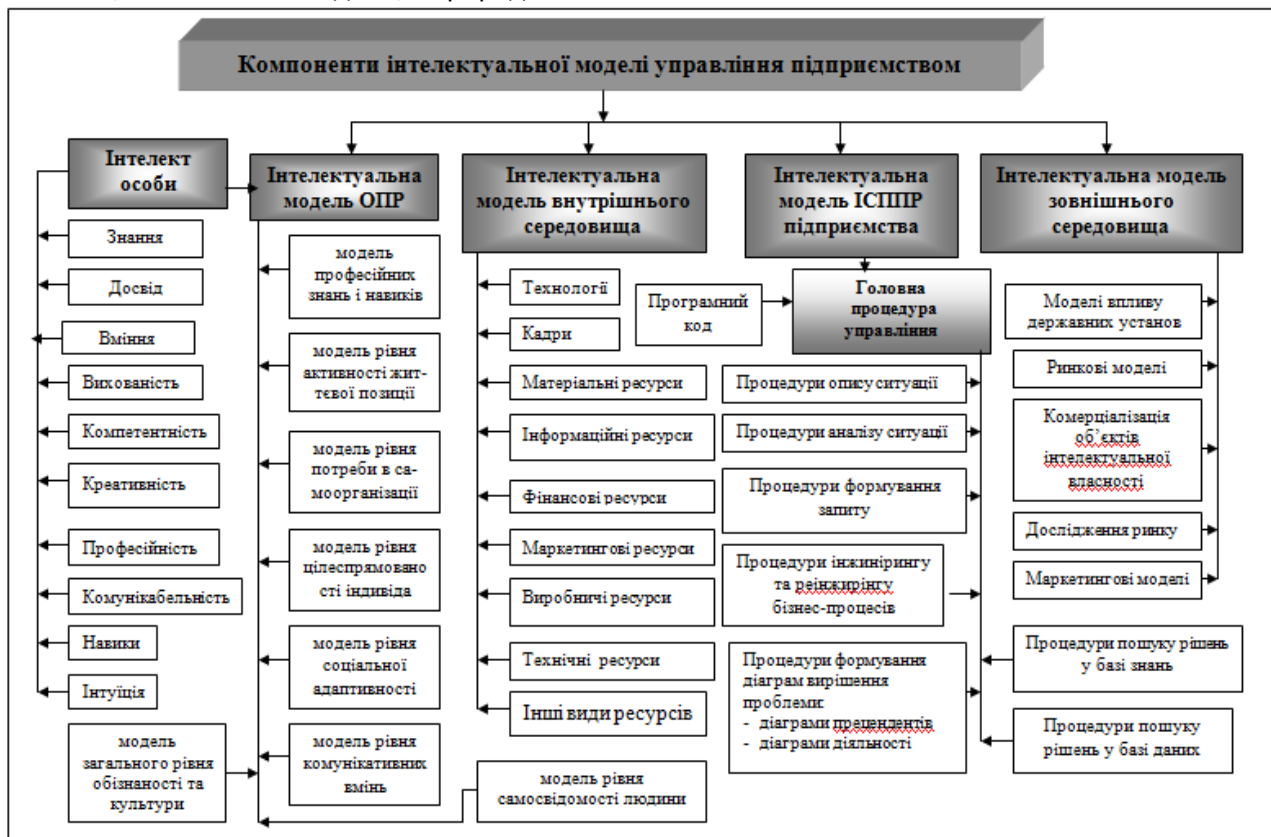 Компоненти інтелектуальної моделі управління підприємством
Інтелект
особи
Знання
Досвід
Вміння
Вихованість
Компетентність
Креативність
Професійність
Комунікабельність
Навики
Інтуїція
модель
загального рівня
обізнаності та
культури
Інтелектуальна
модель ОПР
модель
професійних
знань і навиків
модель рівня
активності жит-
тєвої позиції
модель рівня
потреби в са-
моорганізації
модель рівня
цілеспрямовано
сті індивіда
модель рівня
соціальної
адаптивності
модель рівня
комунікативних
вмінь
модель рівня
самосвідомості людини
Інтелектуальна
модель внутрішнього
середовища
Технології
Кадри
Матеріальні ресурси
Інформаційні ресурси
Фінансові ресурси
Маркетингові ресурси
Виробничі ресурси
Технічні ресурси
Інші види ресурсів
Інтелектуальна
модель ІСППР
підприємства
Програмний
код
Головна
процедура
управління
Процедури опису ситуації
Процедури аналізу ситуації
Процедури формування
запиту
Процедури інжинірингу
та реінжирінгу
бізнес-процесів
Процедури формування
діаграм вирішення
проблеми:
- діаграми прецендентів
- діаграми діяльності
Інтелектуальна модель
зовнішнього
середовища
Моделі впливу
державних установ
Ринкові моделі
Комерціалізація
об’єктів
інтелектуальної
власності
Дослідження ринку
Маркетингові моделі
Процедури пошуку рішень
у базі знань
Процедури пошуку
рішень у базі даних